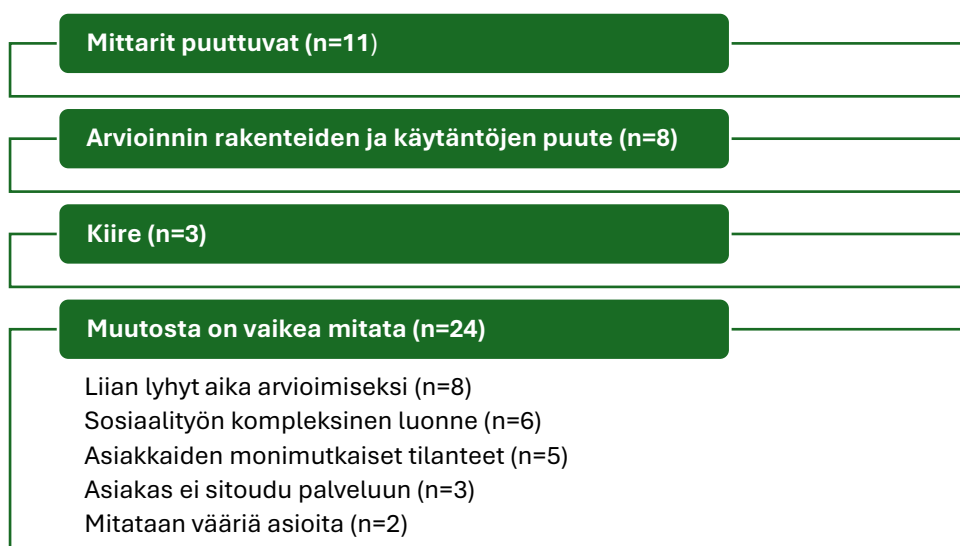 Mittarit puuttuvat (n=11)
Arvioinnin rakenteiden ja käytäntöjen puute (n=8)
Kiire (n=3)
Muutosta on vaikea mitata (n=24)
Liian lyhyt aika arvioimiseksi (n=8)
Sosiaalityön kompleksinen luonne (n=6)
Asiakkaiden monimutkaiset tilanteet (n=5)
Asiakas ei sitoudu palveluun (n=3)
Mitataan vääriä asioita (n=2)